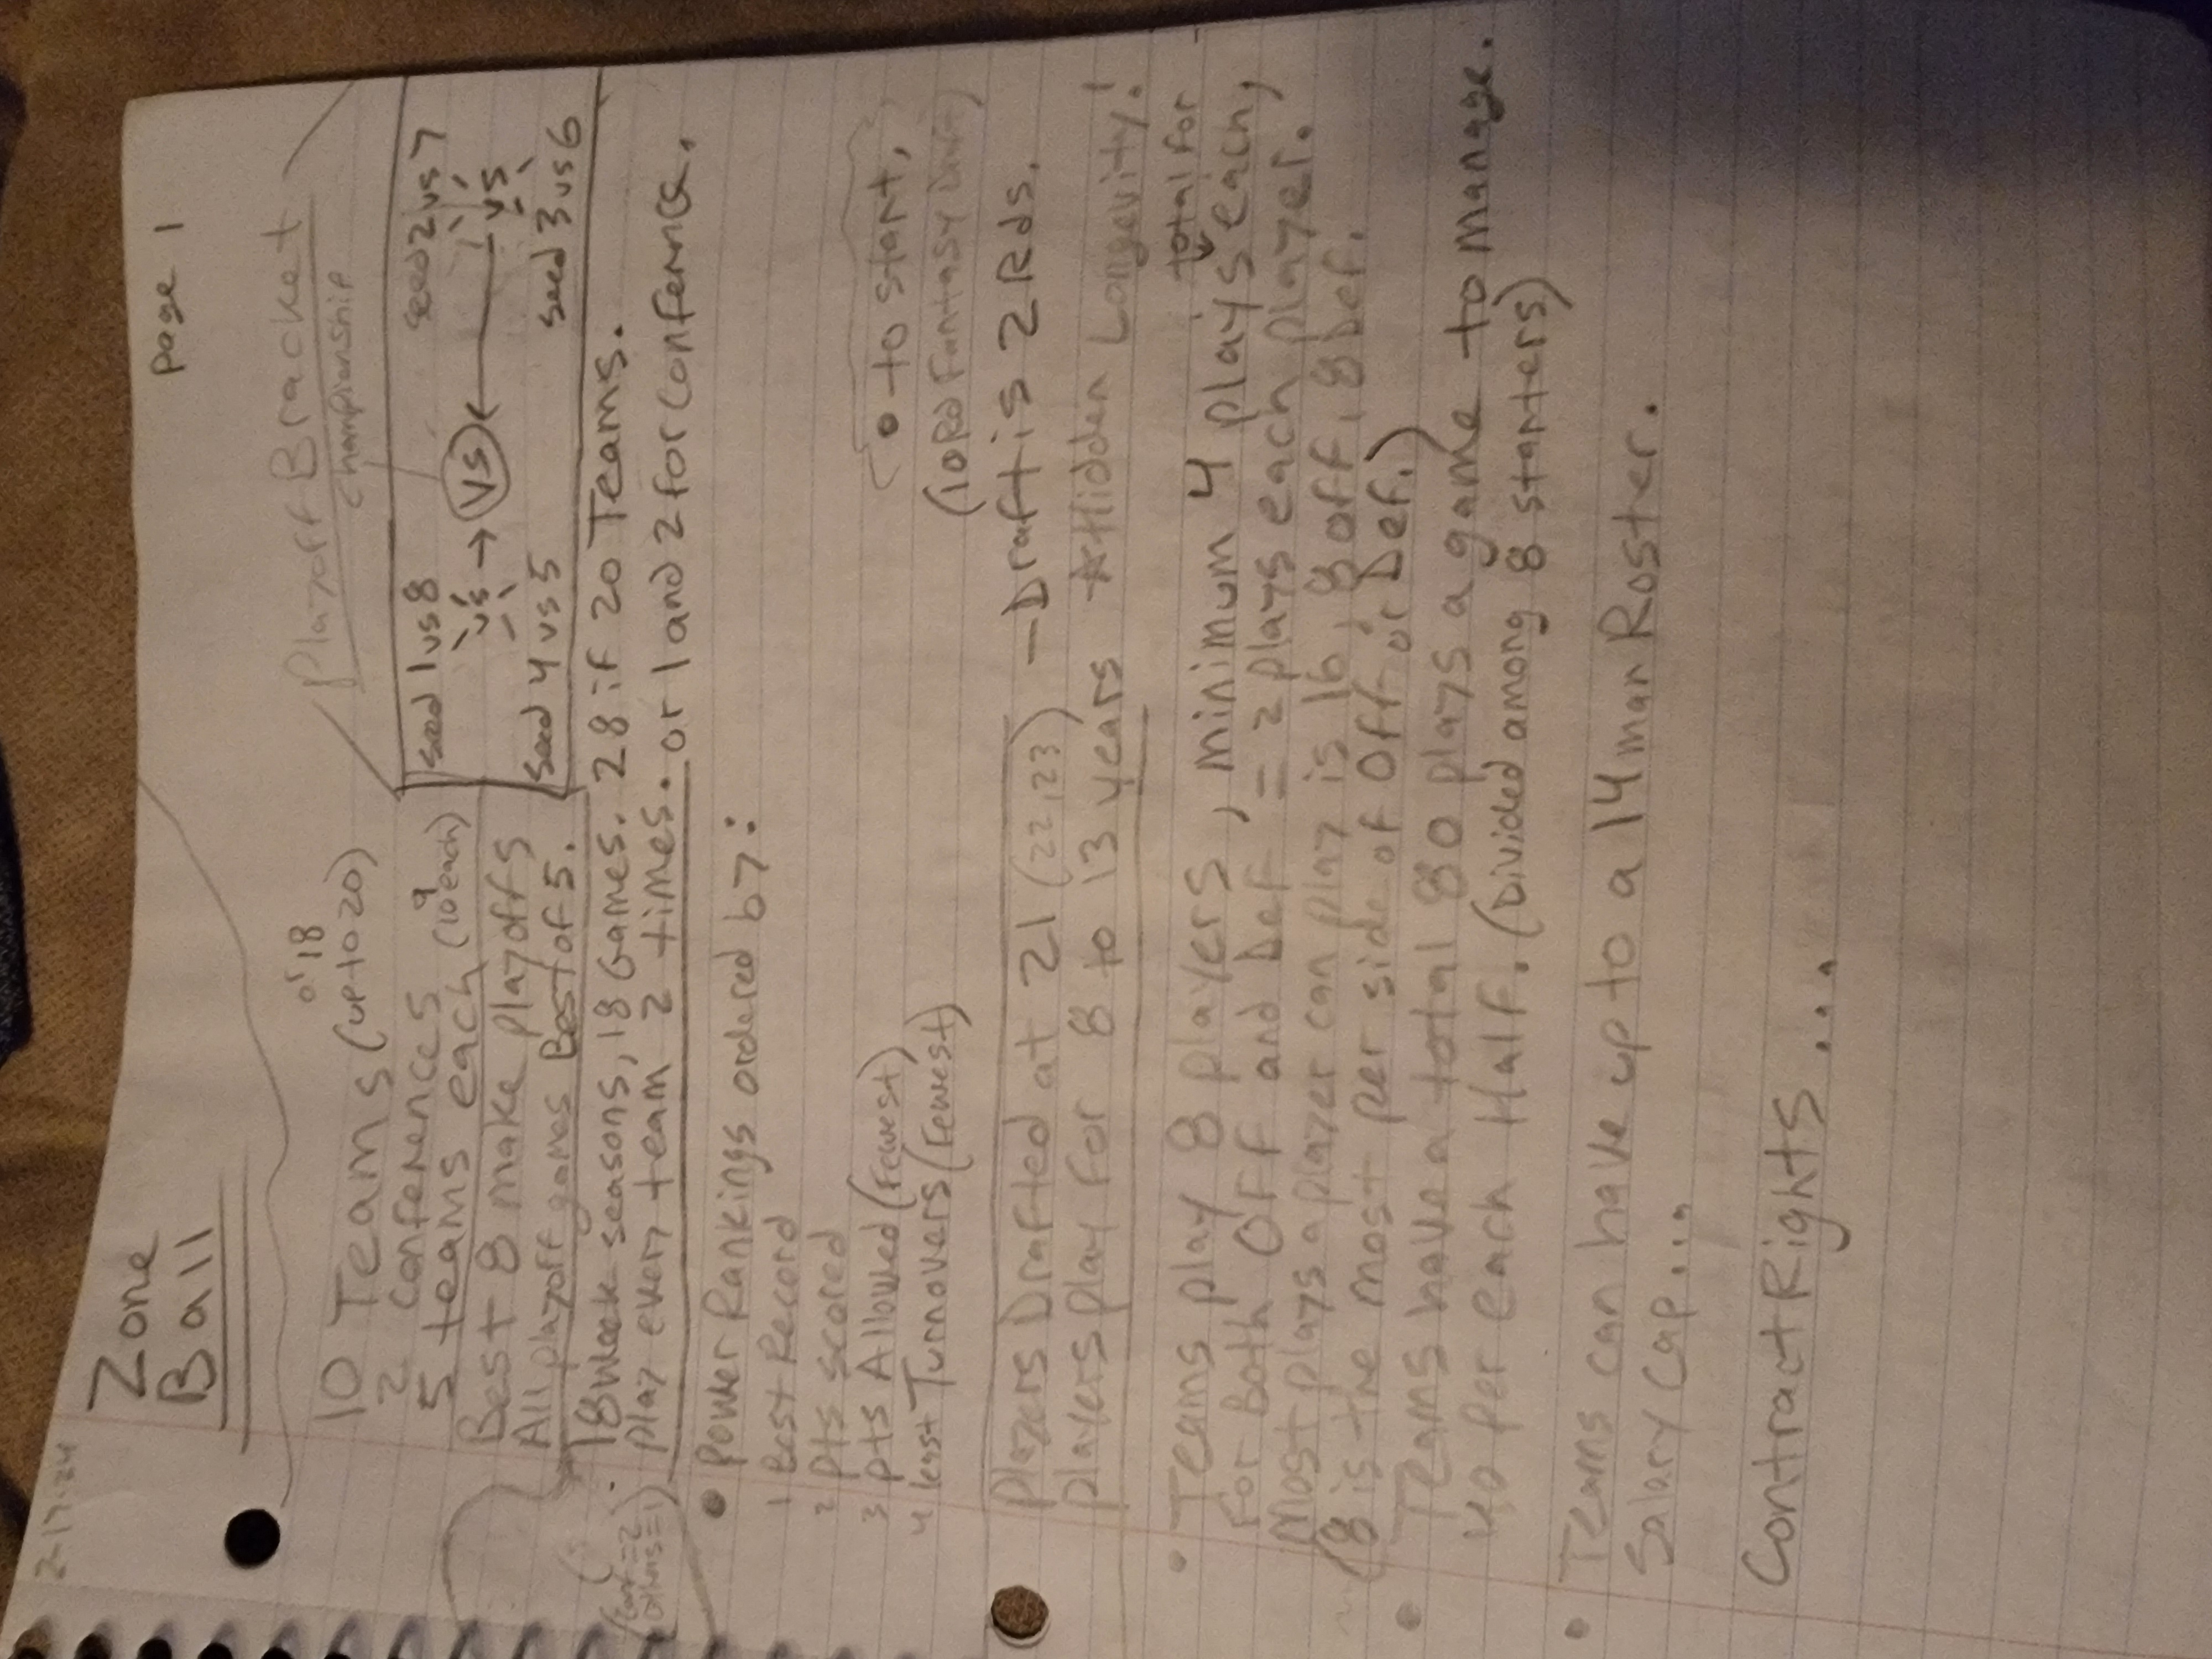 2-17-24
Zone
Ball
page 1
or 18
10 Teams (up to 20)
2 conferences
9
5 teams each (10 each)
Best 8 make playoffs
All playoff games Best of 5.
Playoff Bracket
championship
seed 1 vs 8
seed 2 vs 7
vs → vs ← vs
seed 4 vs 5
seed 3 vs 6
18 week seasons, 18 Games. 28 if 20 Teams.
(conf=2
others=1)
play every team 2 times. or 1 and 2 for confernce.
• Power Rankings ordered by:
1 Best Record
2 pts scored
3 pts Allowed (Fewest)
4 least Turnovers (Fewest)
• to start,
(10 Rd Fantasy Draft)
Players Drafted at 21 (22,23) – Draft is 2 Rds.
players play for 8 to 13 years ☆Hidden Longevity!
total for
• Teams play 8 players, minimum 4 plays each,
For Both OFF and Def = 2 plays each player.
Most plays a player can play is 16, 8 off, 8 Def.
(8 is the most per side of Off or Def.)
• Teams have a total 80 plays a game to manage.
40 per each Half. (Divided among 8 starters)
• Teams can have up to a 14 man Roster.
Salary Cap...
Contract Rights ...